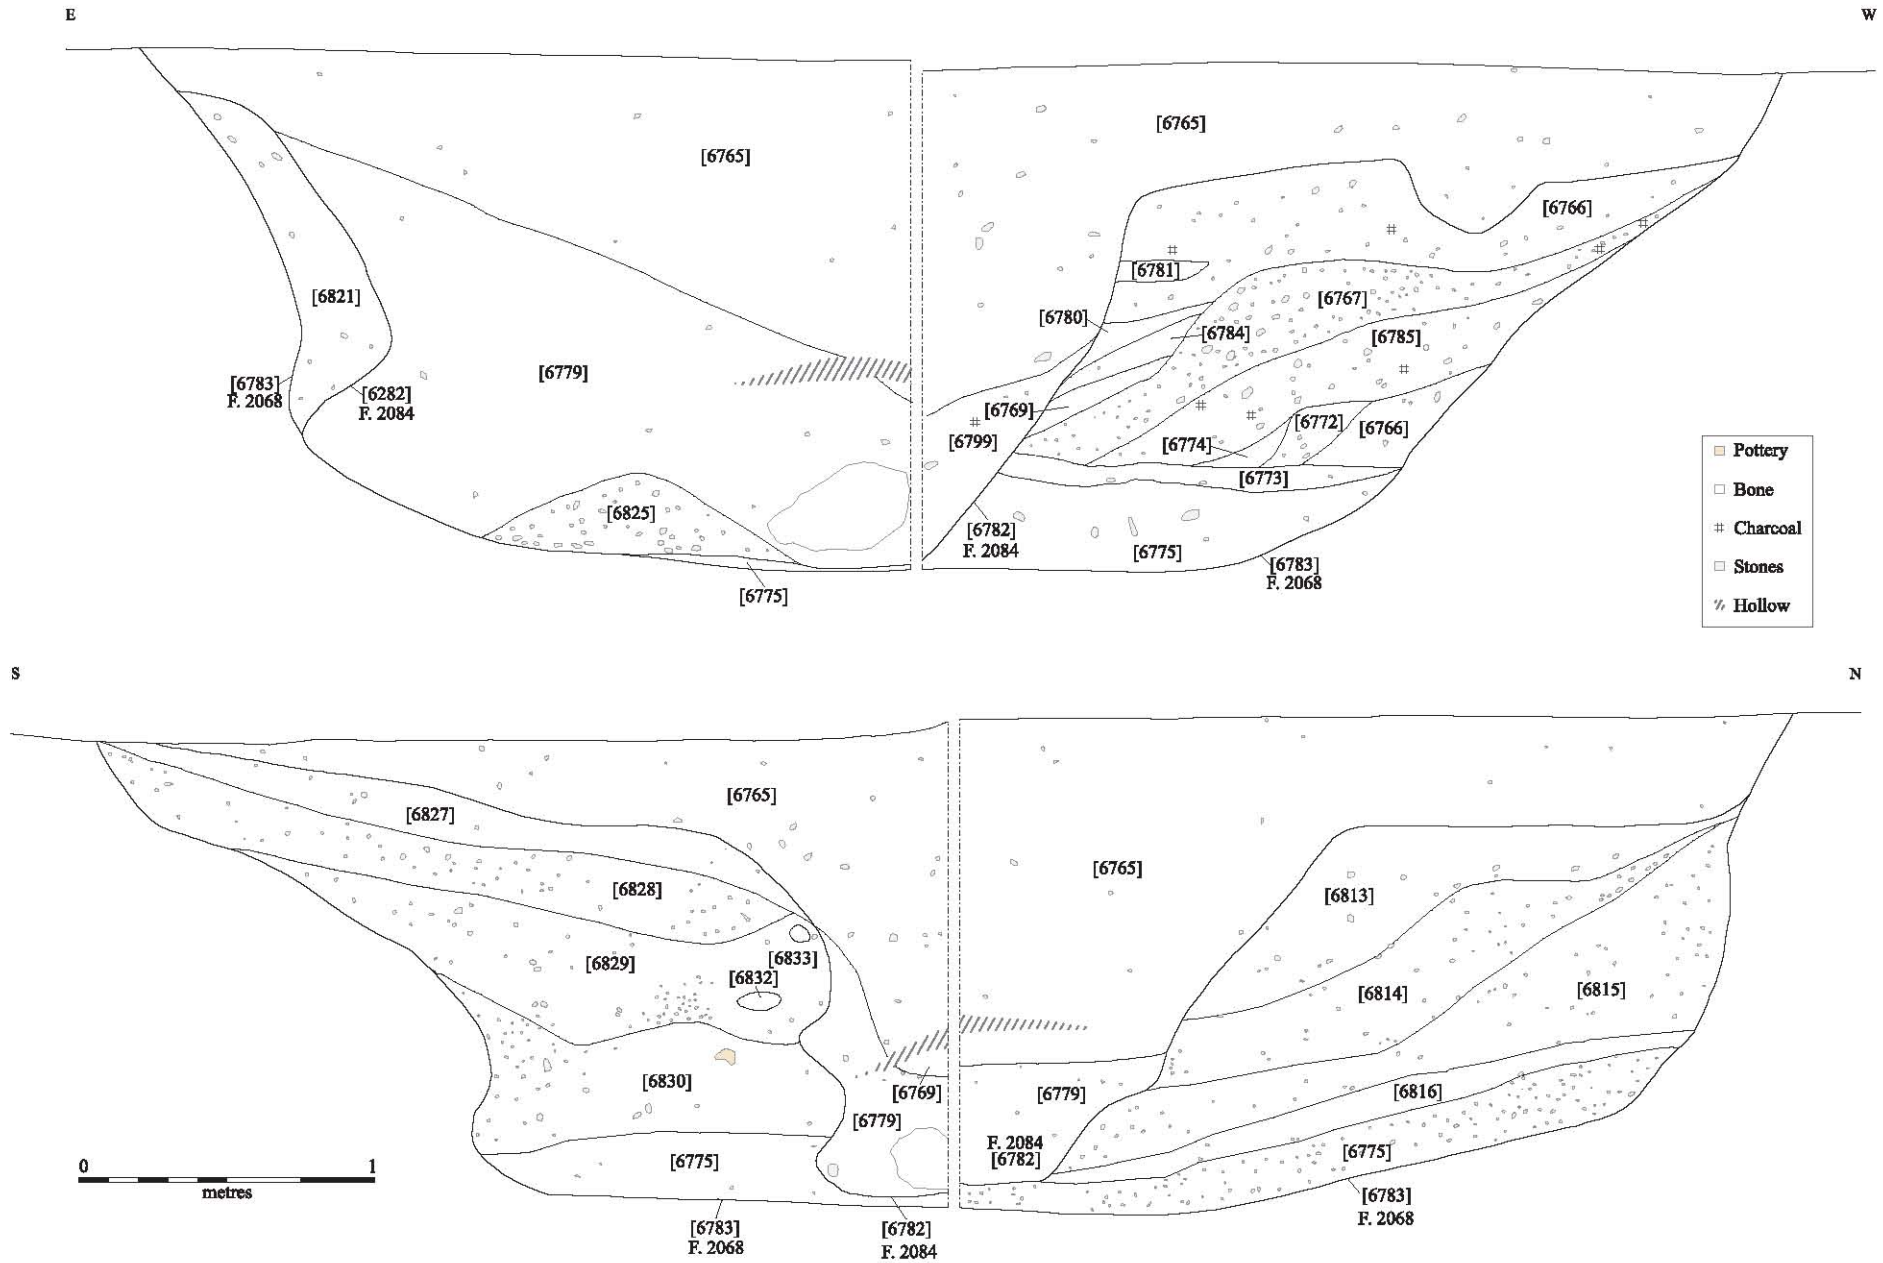 E
W
[6765]
[6765]
[6766]
[6781]
[6821]
[6767]
[6780]
[6784]
[6785]
[6779]
[6783]
F. 2068
[6282]
F. 2084
[6769]
[6799]
[6772]
[6766]
[6774]
[6773]
[6825]
[6782]
F. 2084
[6775]
[6783]
F. 2068
[6775]
Pottery
Bone
Charcoal
Stones
Hollow
S
N
[6765]
[6827]
[6765]
[6828]
[6813]
[6829]
[6833]
[6832]
[6814]
[6815]
[6830]
[6769]
[6779]
[6779]
[6816]
F. 2084
[6782]
[6775]
[6775]
0 1
metres
[6783]
F. 2068
[6782]
F. 2084
[6783]
F. 2068